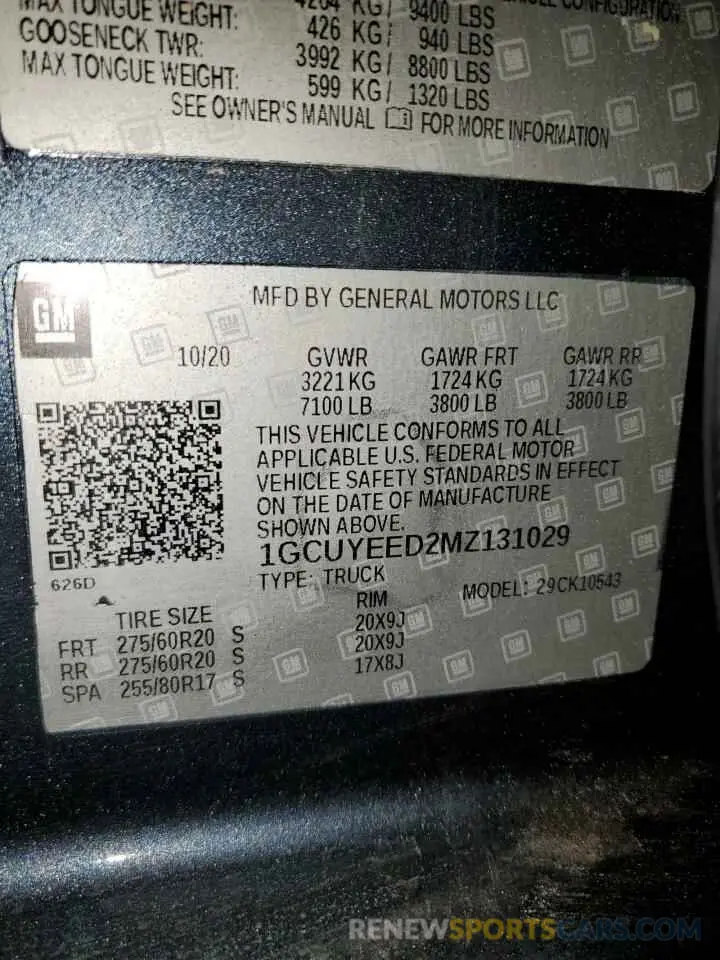 MAX TONGUE WEIGHT: 426 KG/ 940 LBS
9400 LBS
GOOSENECK TWR: 3992 KG/ 8800 LBS
MAX TONGUE WEIGHT: 599 KG/ 1320 LBS
SEE OWNER'S MANUAL FOR MORE INFORMATION
GM
MFD BY GENERAL MOTORS LLC
10/20 GVWR GAWR FRT GAWR RR
3221 KG 1724 KG 1724 KG
7100 LB 3800 LB 3800 LB
THIS VEHICLE CONFORMS TO ALL
APPLICABLE U.S. FEDERAL MOTOR
VEHICLE SAFETY STANDARDS IN EFFECT
ON THE DATE OF MANUFACTURE
SHOWN ABOVE.
1GCUYEED2MZ131029
626D
TYPE: TRUCK MODEL: 29CK10543
TIRE SIZE RIM
FRT 275/60R20 S 20X9J
RR 275/60R20 S 20X9J
SPA 255/80R17 S 17X8J
RENEWSPORTSCARS.COM